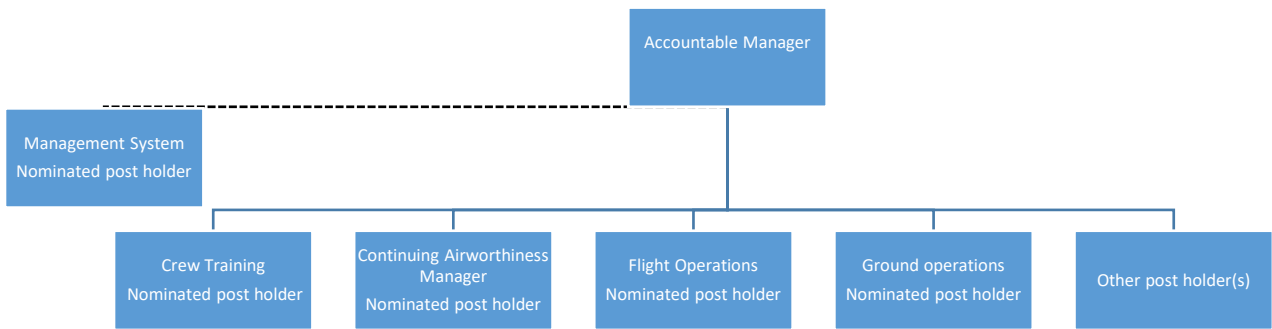 Accountable Manager
Management System
Nominated post holder
Crew Training
Nominated post holder
Continuing Airworthiness
Manager
Nominated post holder
Flight Operations
Nominated post holder
Ground operations
Nominated post holder
Other post holder(s)